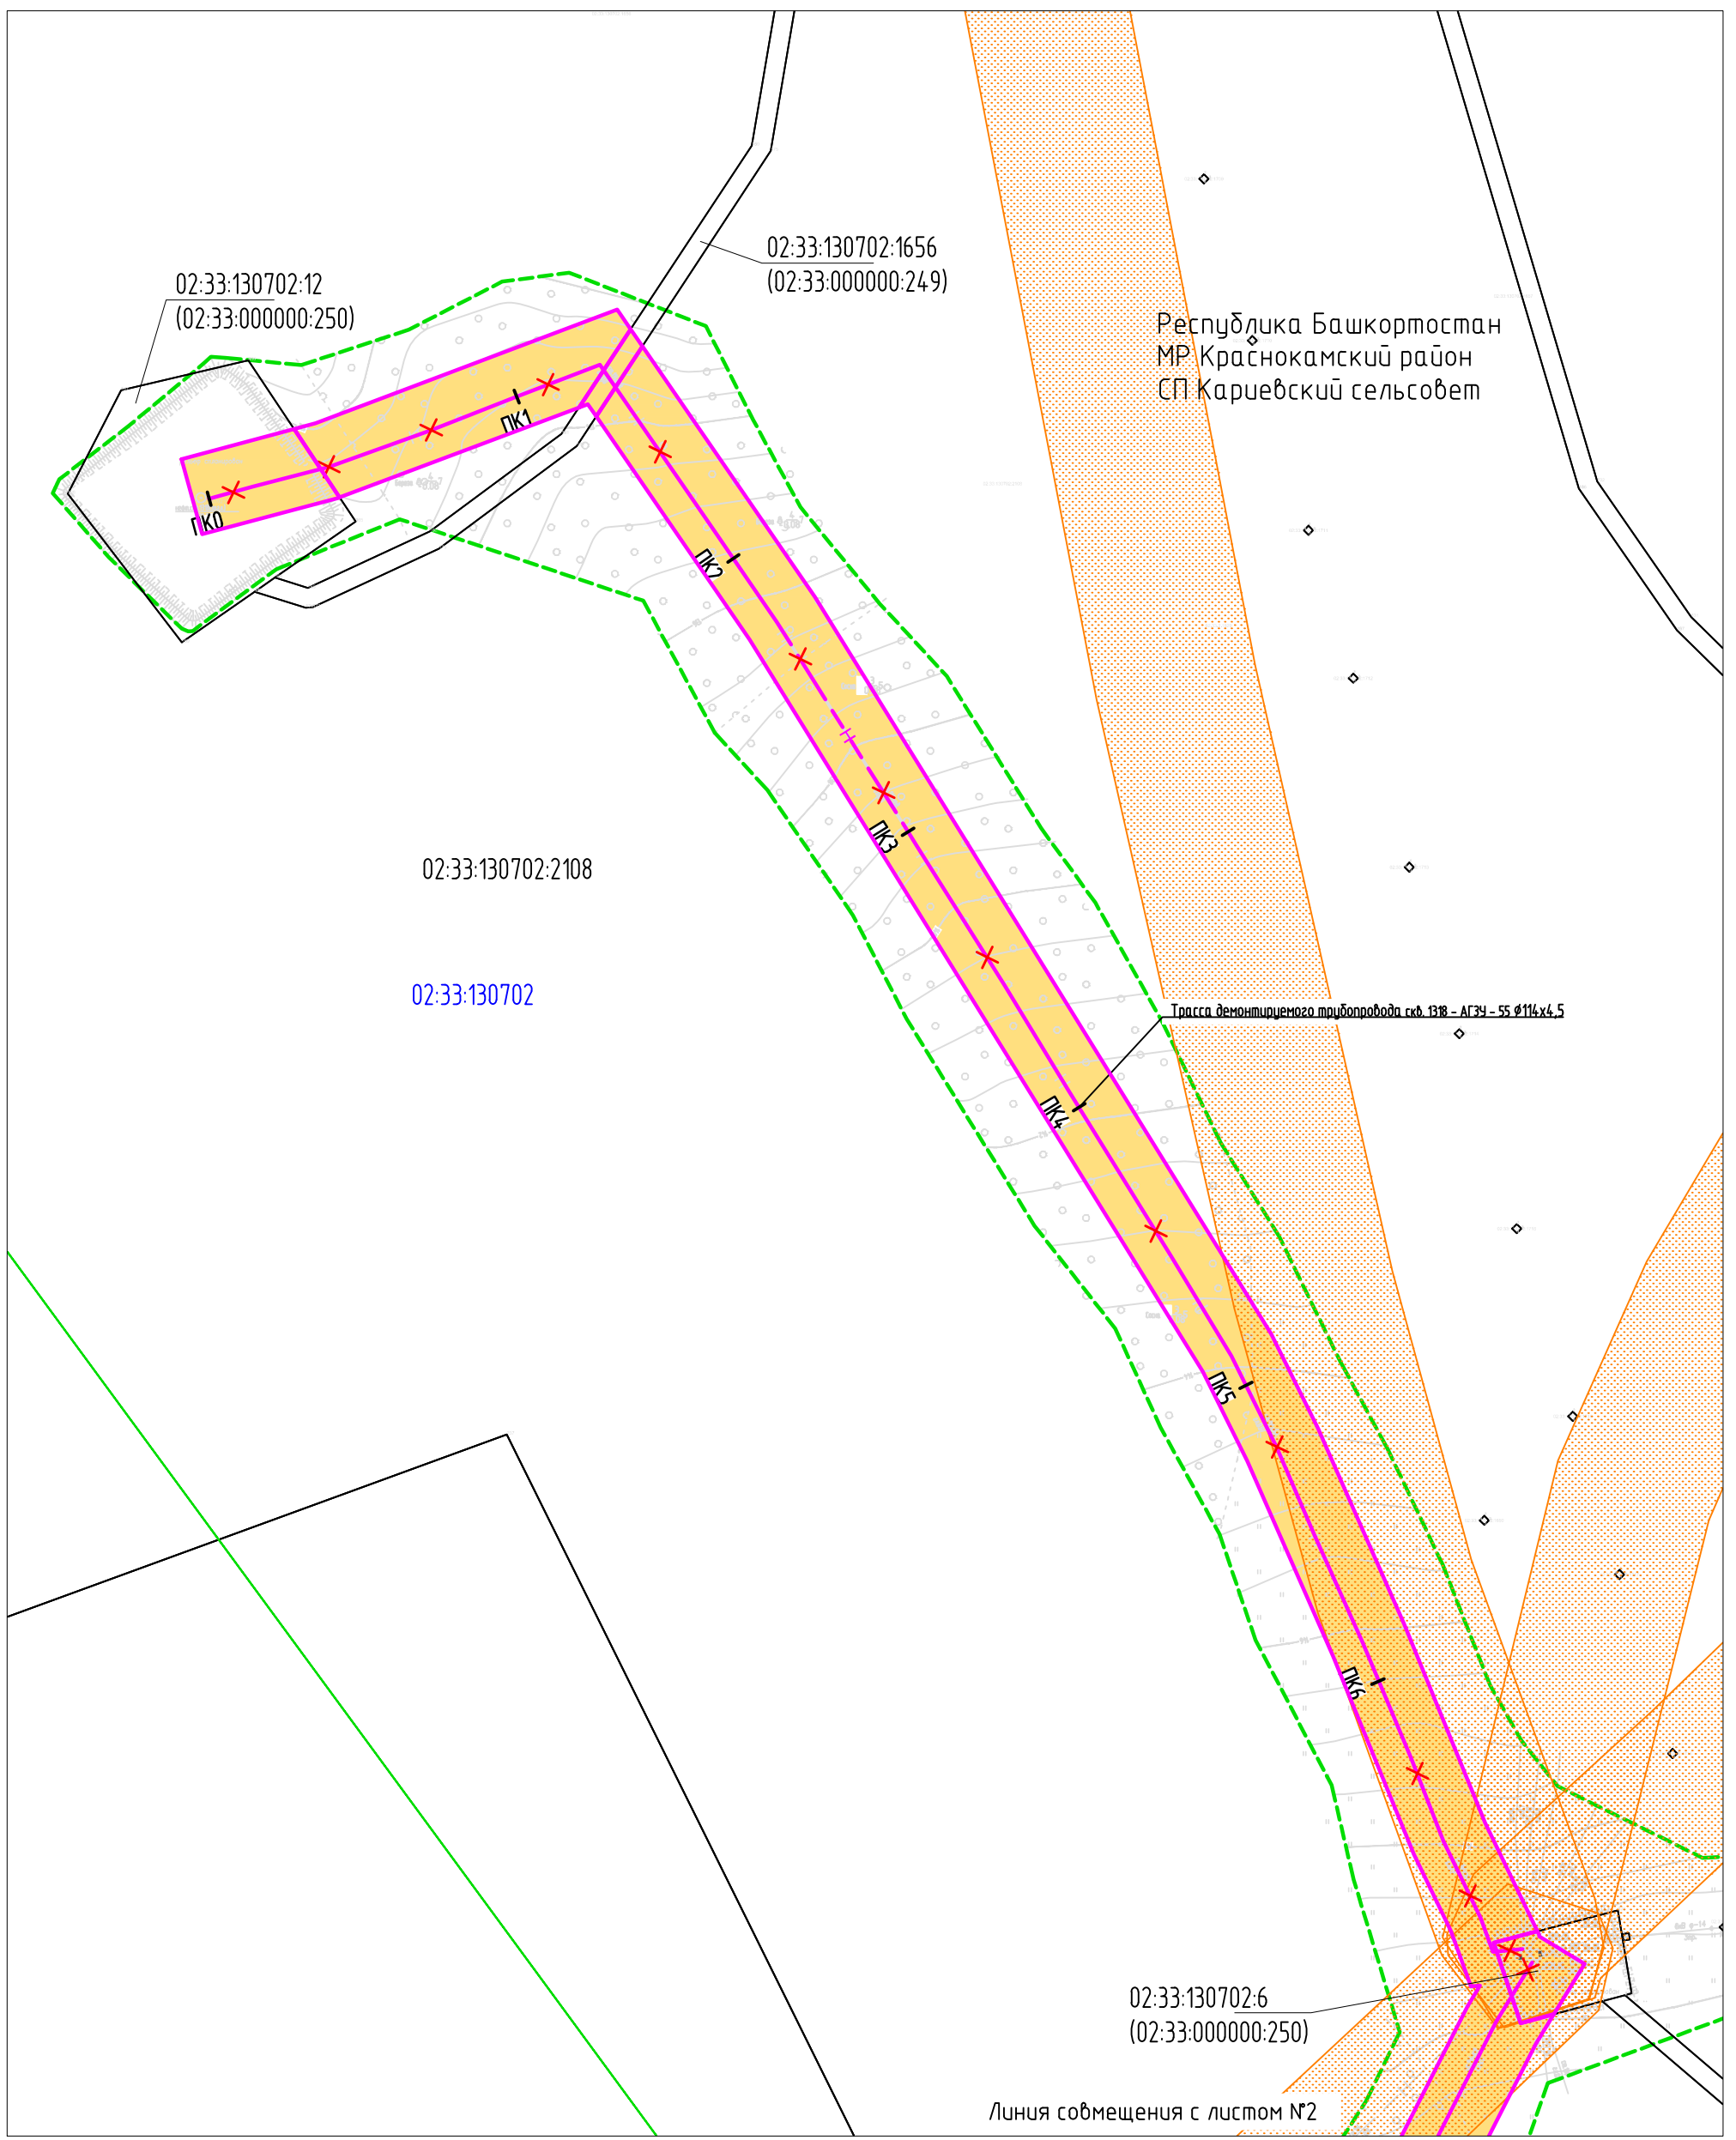 02:33:130702:1656
(02:33:000000:249)
02:33:130702:12
(02:33:000000:250)
Республика Башкортостан
МР Краснокамский район
СП Кариевский сельсовет
ПК1
ПК0
ПК2
ПК3
02:33:130702:2108
02:33:130702
Трасса демонтируемого трубопровода скв. 1318 - АГЗУ - 55 Ø114х4,5
ПК4
ПК5
ПК6
02:33:130702:6
(02:33:000000:250)
Линия совмещения с листом №2